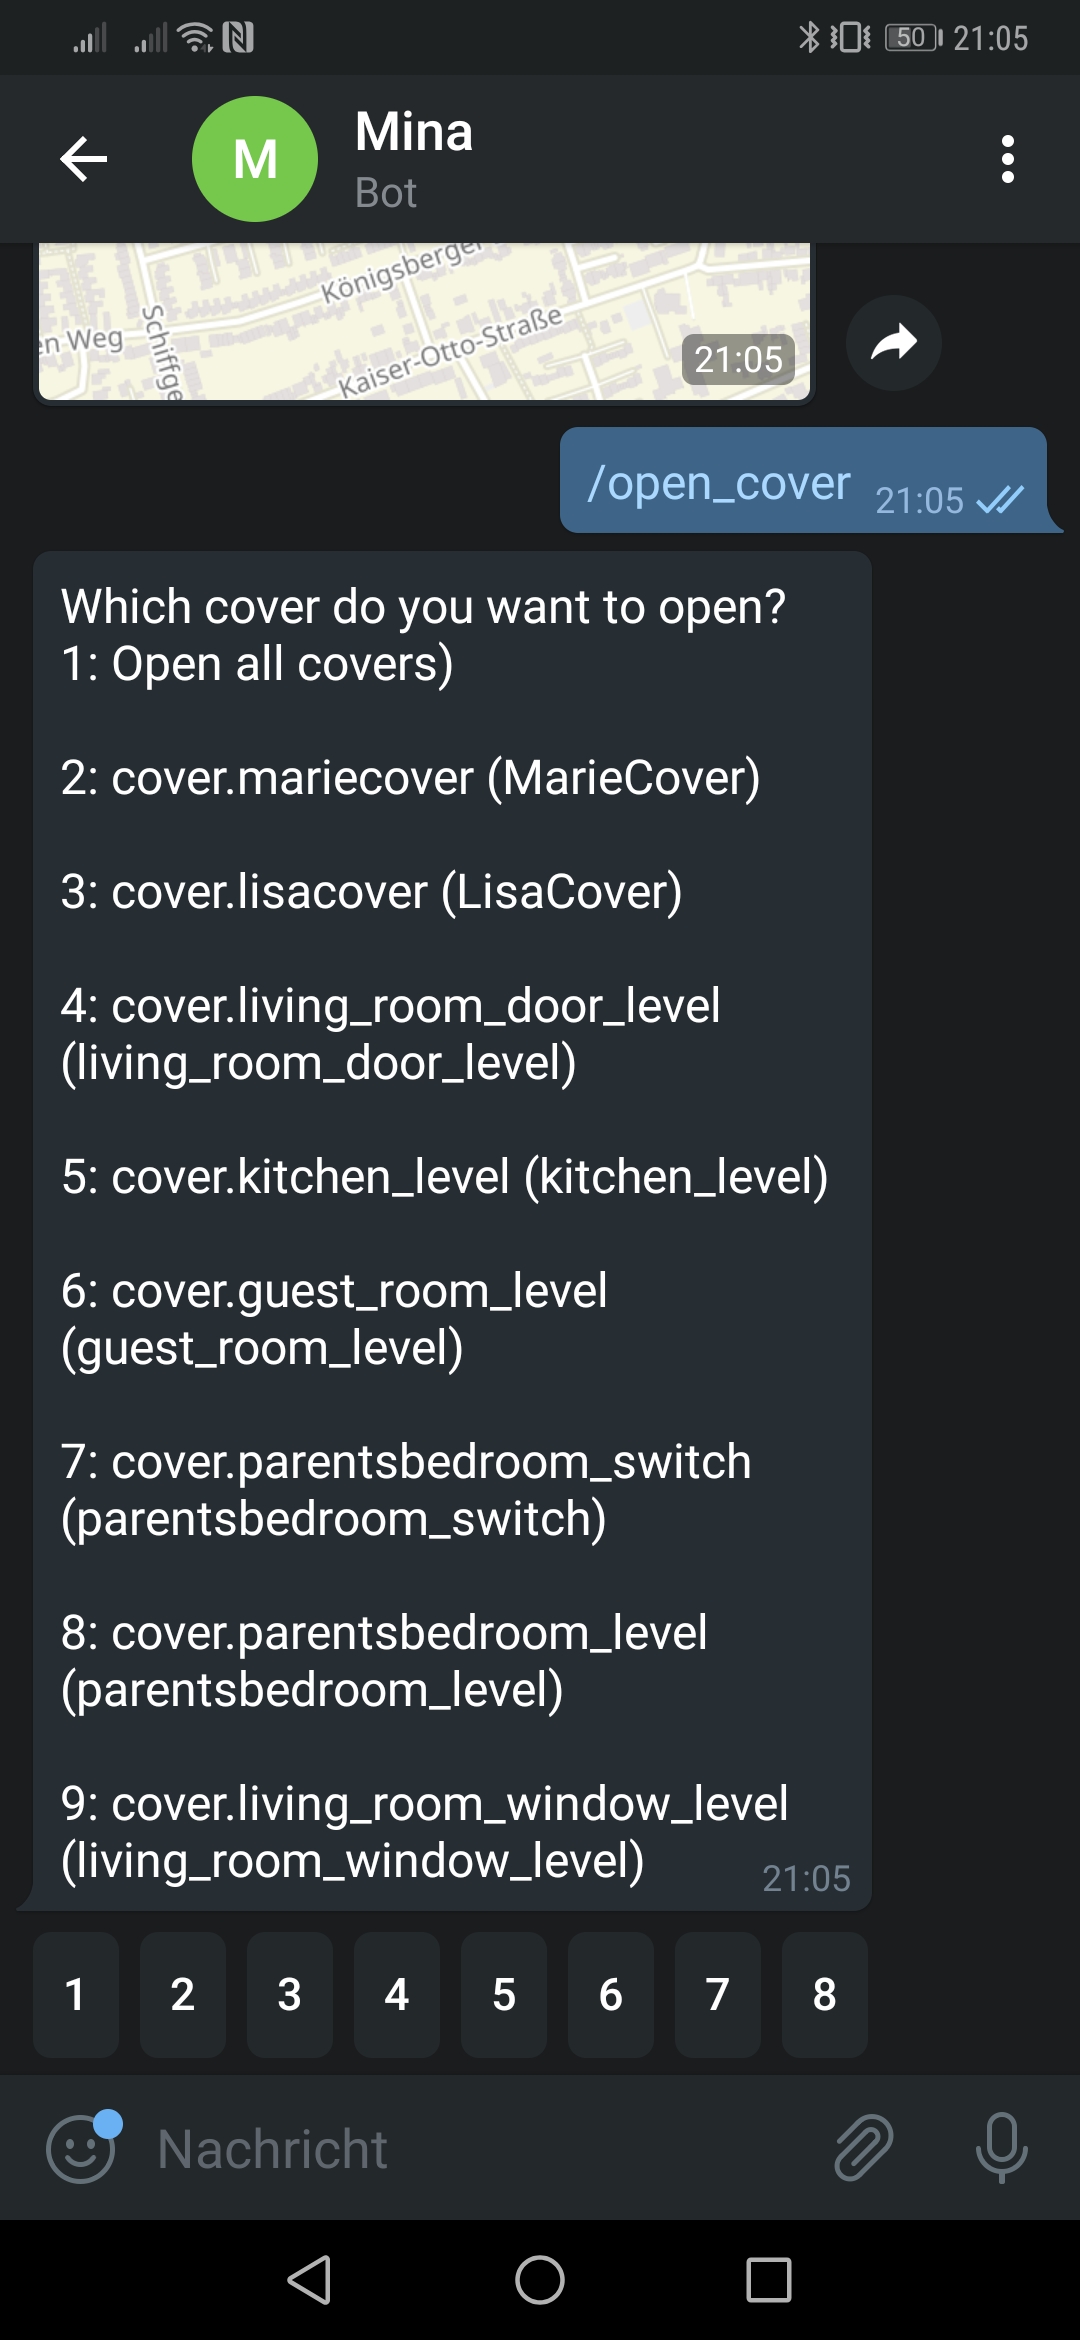 50 21:05
M
Mina
Bot
Königsberger
en Weg
Schiffge
Kaiser-Otto-Straße
21:05
/open_cover 21:05
Which cover do you want to open?
1: Open all covers)
2: cover.mariecover (MarieCover)
3: cover.lisacover (LisaCover)
4: cover.living_room_door_level
(living_room_door_level)
5: cover.kitchen_level (kitchen_level)
6: cover.guest_room_level
(guest_room_level)
7: cover.parentsbedroom_switch
(parentsbedroom_switch)
8: cover.parentsbedroom_level
(parentsbedroom_level)
9: cover.living_room_window_level
(living_room_window_level) 21:05
1 2 3 4 5 6 7 8
Nachricht